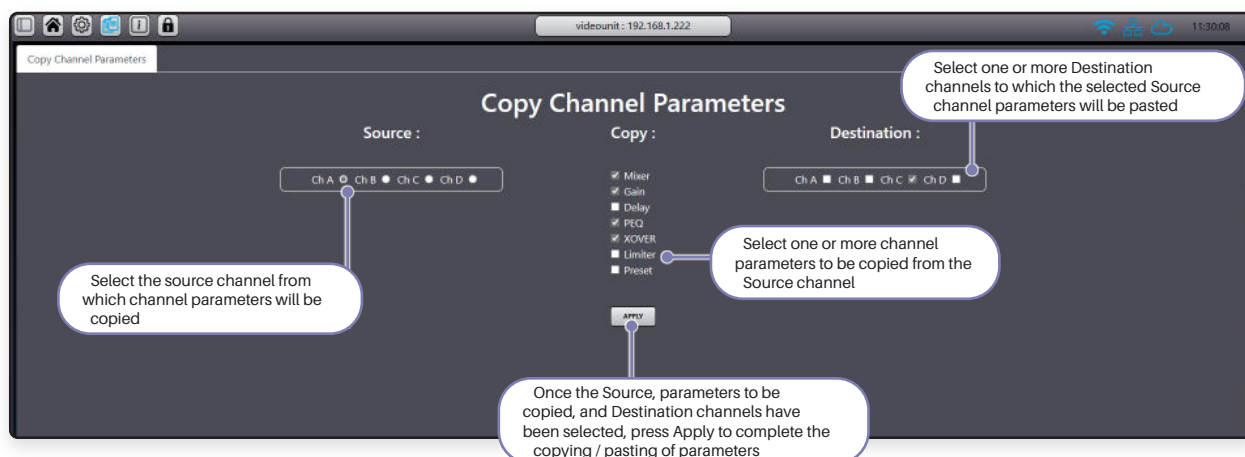 videounit : 192.168.1.222
11:30:08
Copy Channel Parameters
Select one or more Destination
channels to which the selected Source
channel parameters will be pasted
Copy Channel Parameters
Source :
Copy :
Destination :
Ch A Ch B Ch C Ch D
Mixer
Gain
Delay
PEQ
XOVER
Limiter
Preset
Ch A Ch B Ch C Ch D
Select one or more channel
parameters to be copied from the
Source channel
Select the source channel from
which channel parameters will be
copied
APPLY
Once the Source, parameters to be
copied, and Destination channels have
been selected, press Apply to complete the
copying / pasting of parameters